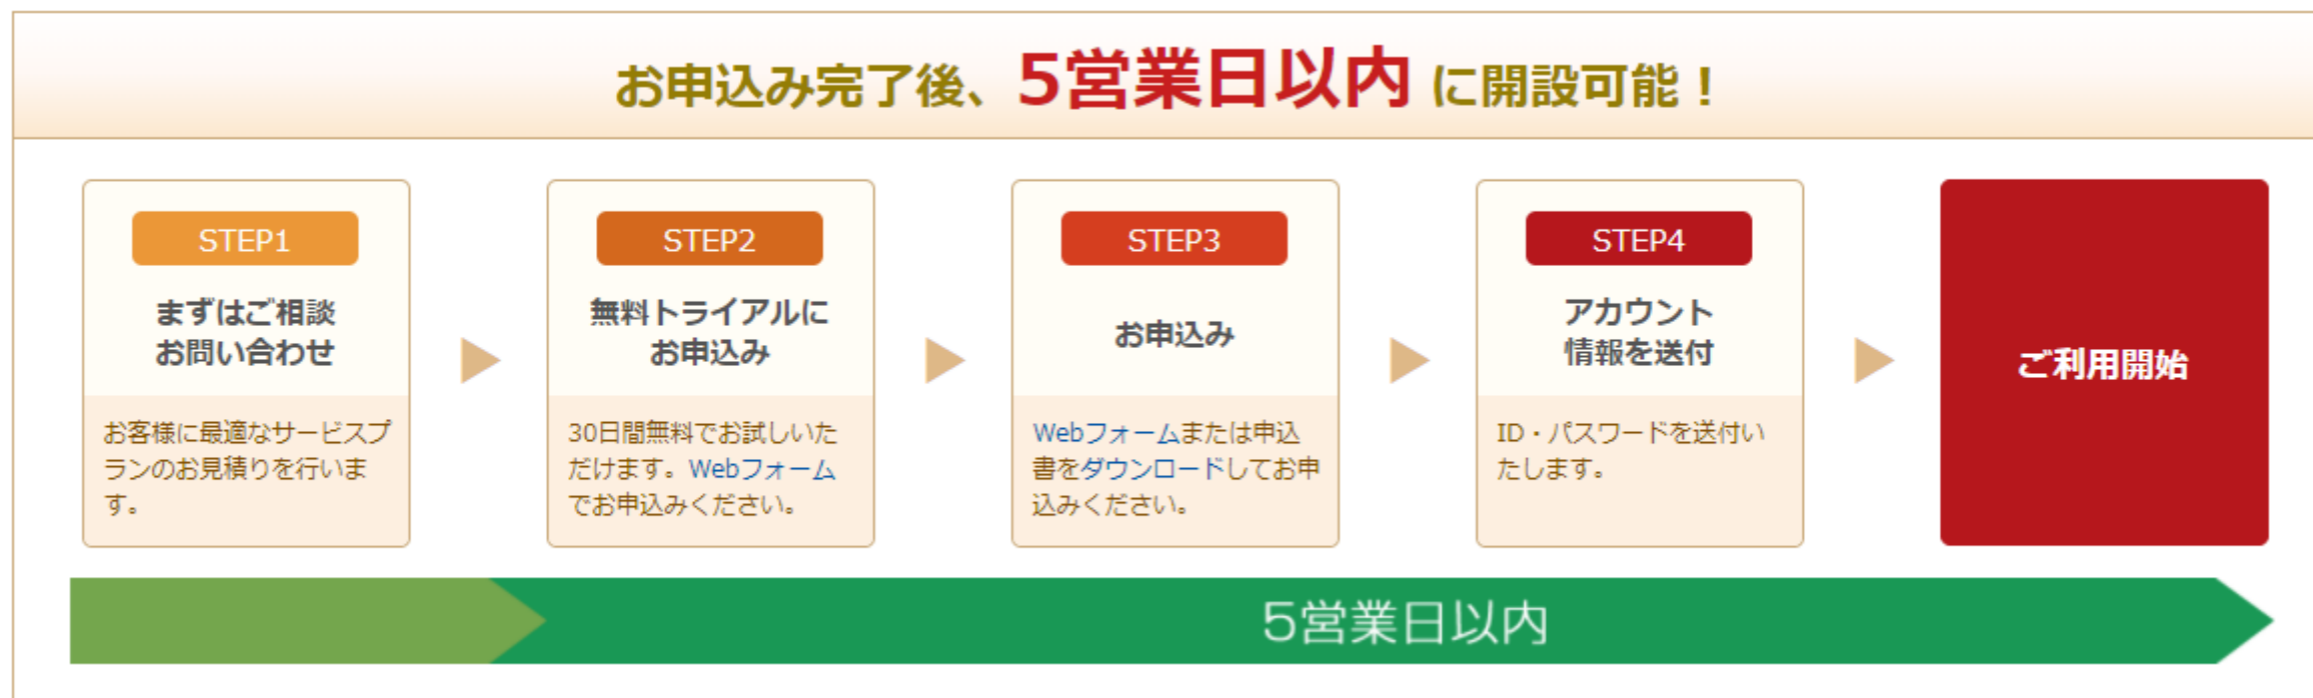 お申込み完了後、5営業日以内 に開設可能！
STEP1
まずはご相談
お問い合わせ
お客様に最適なサービスプ
ランのお見積りを行いま
す。
STEP2
無料トライアルに
お申込み
30日間無料でお試しいた
だけます。Webフォーム
でお申込みください。
STEP3
お申込み
Webフォームまたは申込
書をダウンロードしてお申
込みください。
STEP4
アカウント
情報を送付
ID・パスワードを送付い
たします。
ご利用開始
5営業日以内